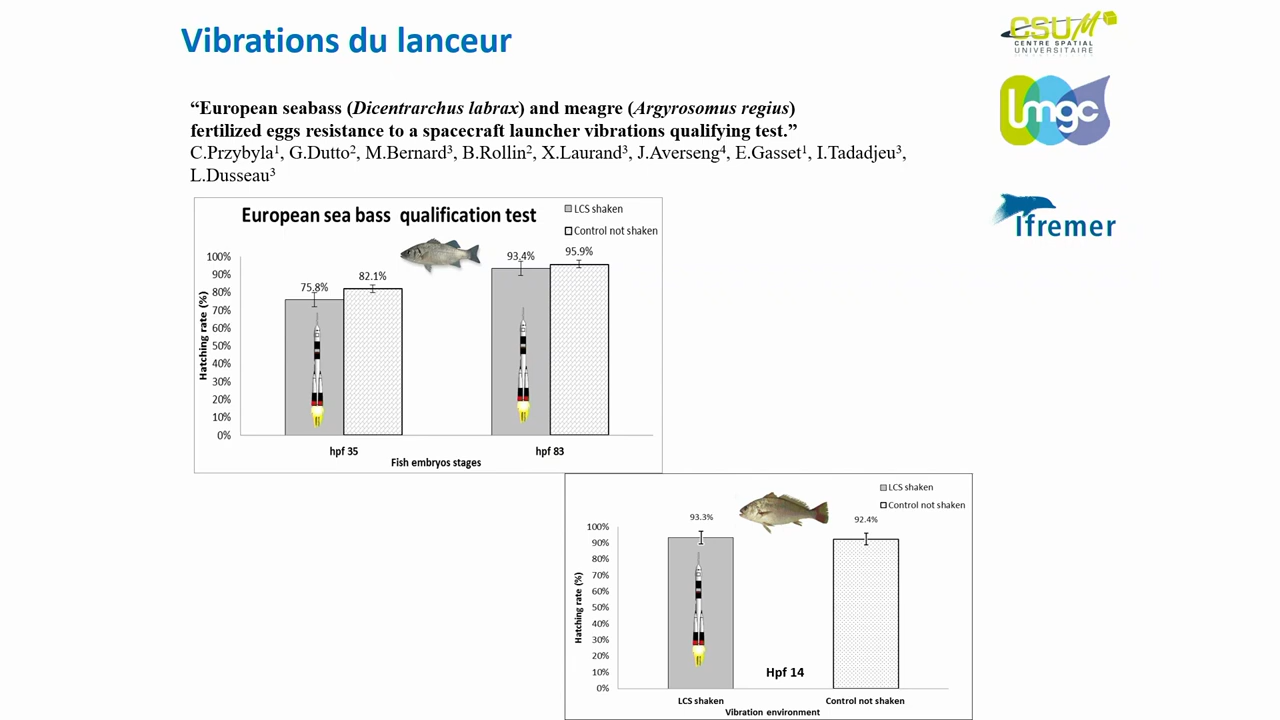 Vibrations du lanceur
CSUM
CENTRE SPATIAL
UNIVERSITAIRE
lmgc
Ifremer
“European seabass (Dicentrarchus labrax) and meagre (Argyrosomus regius)
fertilized eggs resistance to a spacecraft launcher vibrations qualifying test.”
C.Przybyla¹, G.Dutto², M.Bernard³, B.Rollin², X.Laurand³, J.Averseng⁴, E.Gasset¹, I.Tadadjeu³,
L.Dusseau³
European sea bass qualification test
LCS shaken
Control not shaken
100%
90%
80%
70%
60%
50%
40%
30%
20%
10%
0%
Hatching rate (%)
75,8%
82.1%
93,4%
95.9%
hpf 35
hpf 83
Fish embryos stages
LCS shaken
Control not shaken
100%
90%
80%
70%
60%
50%
40%
30%
20%
10%
0%
Hatching rate (%)
93.3%
92.4%
Hpf 14
LCS shaken
Control not shaken
Vibration environment